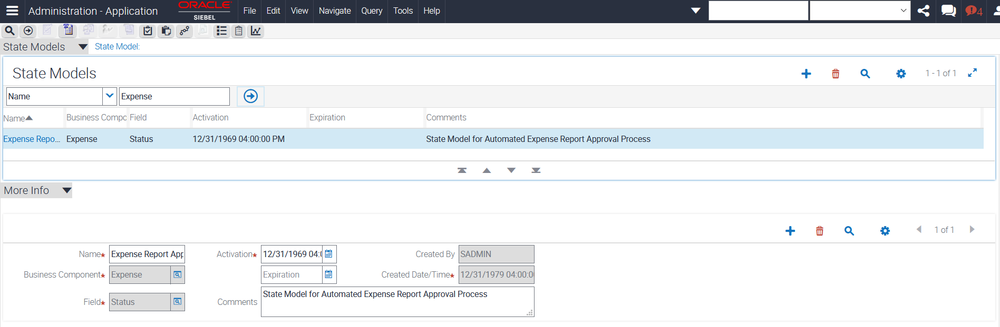 Administration - Application
ORACLE
SIEBEL
File Edit View Navigate Query Tools Help
4
State Models State Model:
State Models
1 - 1 of 1
Name Expense
Name Business Compo Field Activation Expiration Comments
Expense Repo... Expense Status 12/31/1969 04:00:00 PM State Model for Automated Expense Report Approval Process
More Info
1 of 1
Name Expense Report App Activation 12/31/1969 04:0 Created By SADMIN
Business Component Expense Expiration Created Date/Time 12/31/1979 04:00:00
Field Status Comments State Model for Automated Expense Report Approval Process